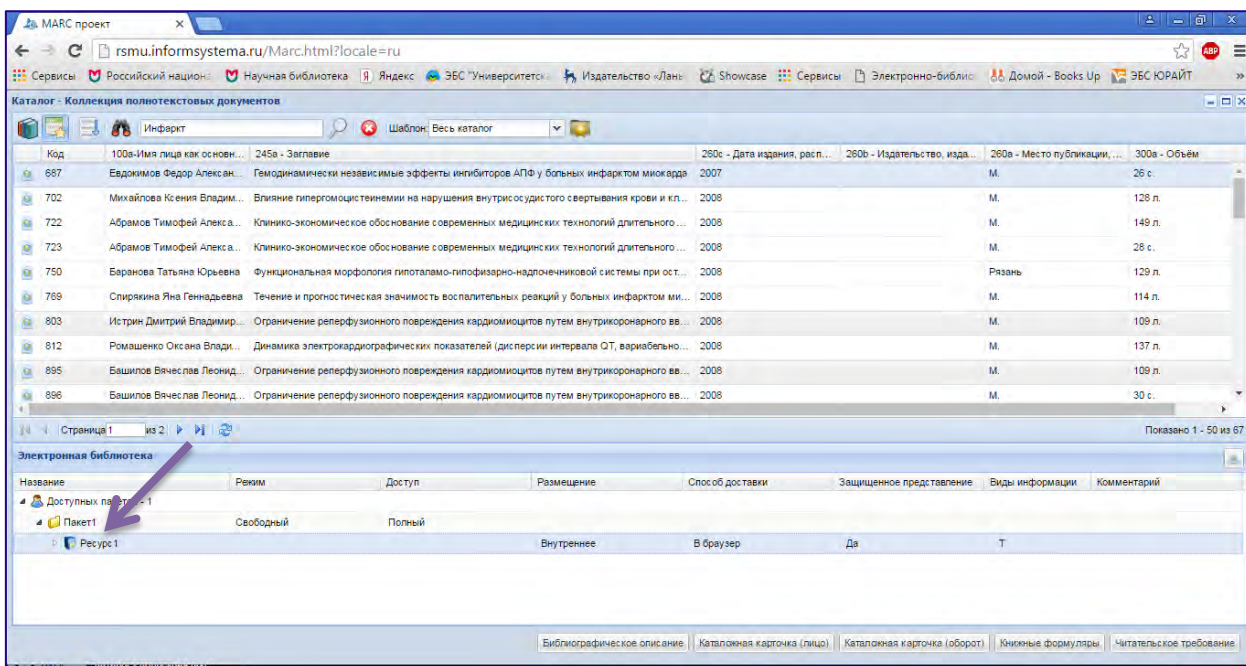 MARC проект
rsmu.informsystema.ru/Marc.html?locale=ru
ABP
Сервисы Российский национ Научная библиотека Яндекс ЭБС "Университетск Издательство «Лань Showcase Сервисы Электронно-библио Домой - Books Up ЭБС ЮРАЙТ »
Каталог - Коллекция полнотекстовых документов
Инфаркт Шаблон: Весь каталог
Код 100a-Имя лица как основн... 245a - Заглавие 260c - Дата издания, расп... 260b - Издательство, изда... 260a - Место публикации, ... 300a - Объём
687 Евдокимов Федор Алексан... Гемодинамически независимые эффекты ингибиторов АПФ у больных инфарктом миокарда 2007 М. 26 с.
702 Михайлова Ксения Владим... Влияние гипергомоцистеинемии на нарушения внутрисосудистого свертывания крови и кл... 2008 М. 128 л.
722 Абрамов Тимофей Алекса... Клинико-экономическое обоснование современных медицинских технологий длительного ... 2008 М. 149 л.
723 Абрамов Тимофей Алекса... Клинико-экономическое обоснование современных медицинских технологий длительного ... 2008 М. 28 с.
750 Баранова Татьяна Юрьевна Функциональная морфология гипоталамо-гипофизарно-надпочечниковой системы при ост... 2008 Рязань 129 л.
769 Спирякина Яна Геннадьевна Течение и прогностическая значимость воспалительных реакций у больных инфарктом ми... 2008 М. 114 л.
803 Истрин Дмитрий Владимир... Ограничение реперфузионного повреждения кардиомиоцитов путем внутрикоронарного вв... 2008 М. 109 л.
812 Ромашенко Оксана Влади... Динамика электрокардиографических показателей (дисперсии интервала QT, вариабельно... 2008 М. 137 л.
895 Башилов Вячеслав Леонид... Ограничение реперфузионного повреждения кардиомиоцитов путем внутрикоронарного вв... 2008 М. 109 л.
896 Башилов Вячеслав Леонид... Ограничение реперфузионного повреждения кардиомиоцитов путем внутрикоронарного вв... 2008 М. 30 с.
Страница 1 из 2 Показано 1 - 50 из 67
Электронная библиотека
Название Режим Доступ Размещение Способ доставки Защищенное представление Виды информации Комментарий
Доступных - 1
Пакет1 Свободный Полный
Ресурс1 Внутреннее В браузер Да Т
Библиографическое описание Каталожная карточка (лицо) Каталожная карточка (оборот) Книжные формуляры Читательское требование